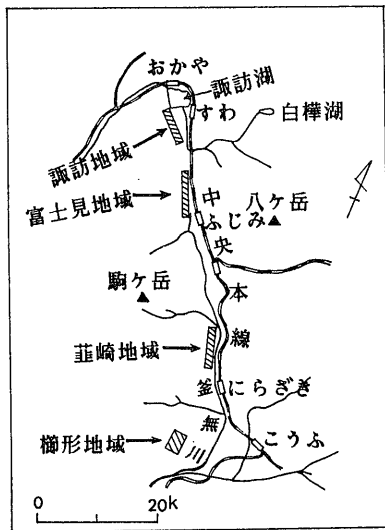 おかや
諏訪湖
すわ
白樺湖
諏訪地域
富士見地域
中央本線
ふじみ
八ヶ岳
駒ヶ岳
韮崎地域
釜無川
にらざき
櫛形地域
こうふ
0 20k